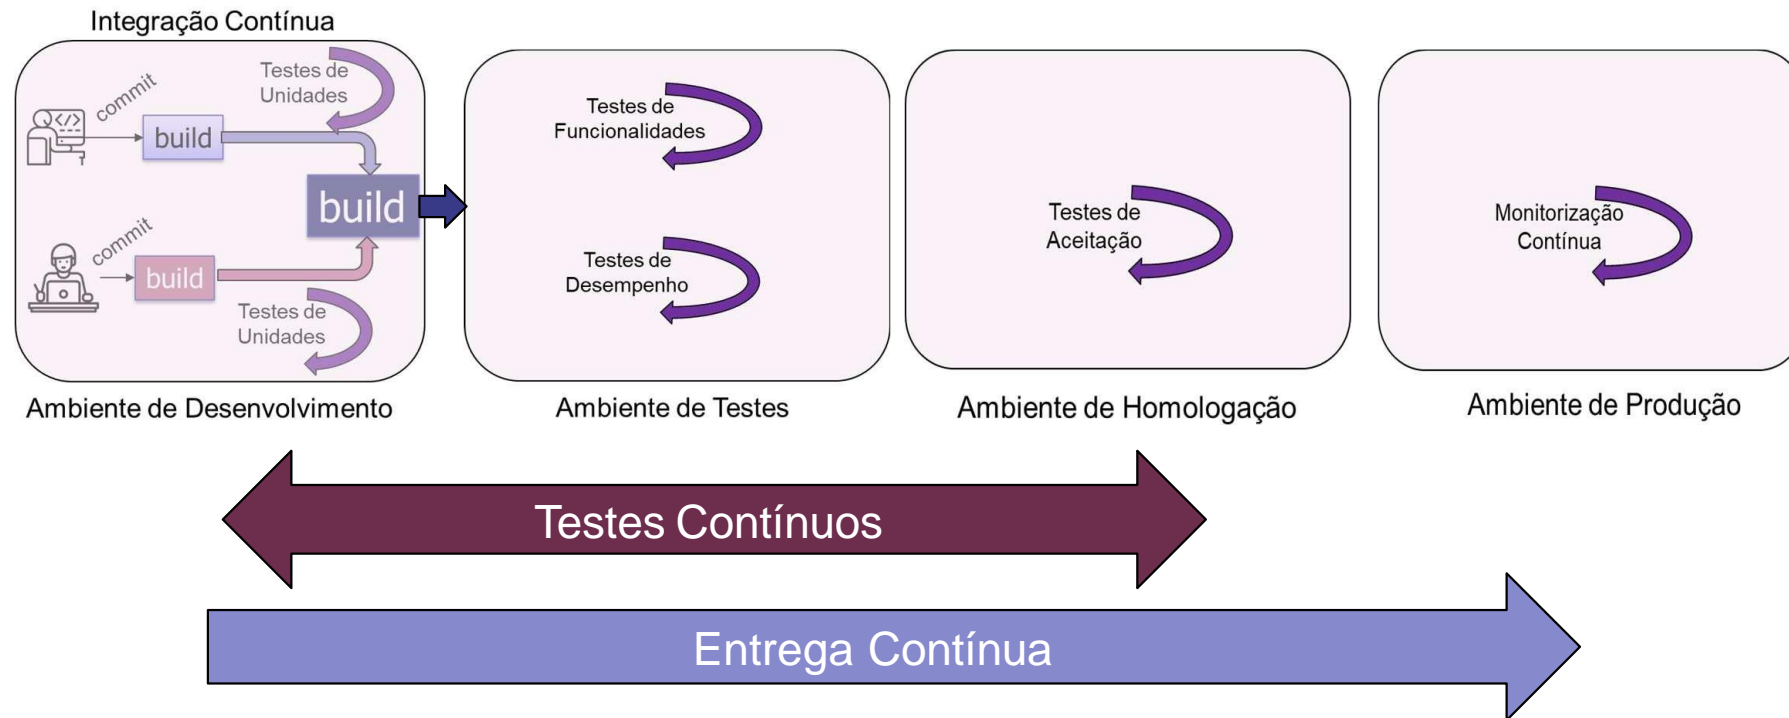 Integração Contínua
Testes de
Unidades
commit
build
build
commit
build
Testes de
Unidades
Ambiente de Desenvolvimento
Testes de
Funcionalidades
Testes de
Desempenho
Ambiente de Testes
Testes de
Aceitação
Ambiente de Homologação
Monitorização
Contínua
Ambiente de Produção
Testes Contínuos
Entrega Contínua